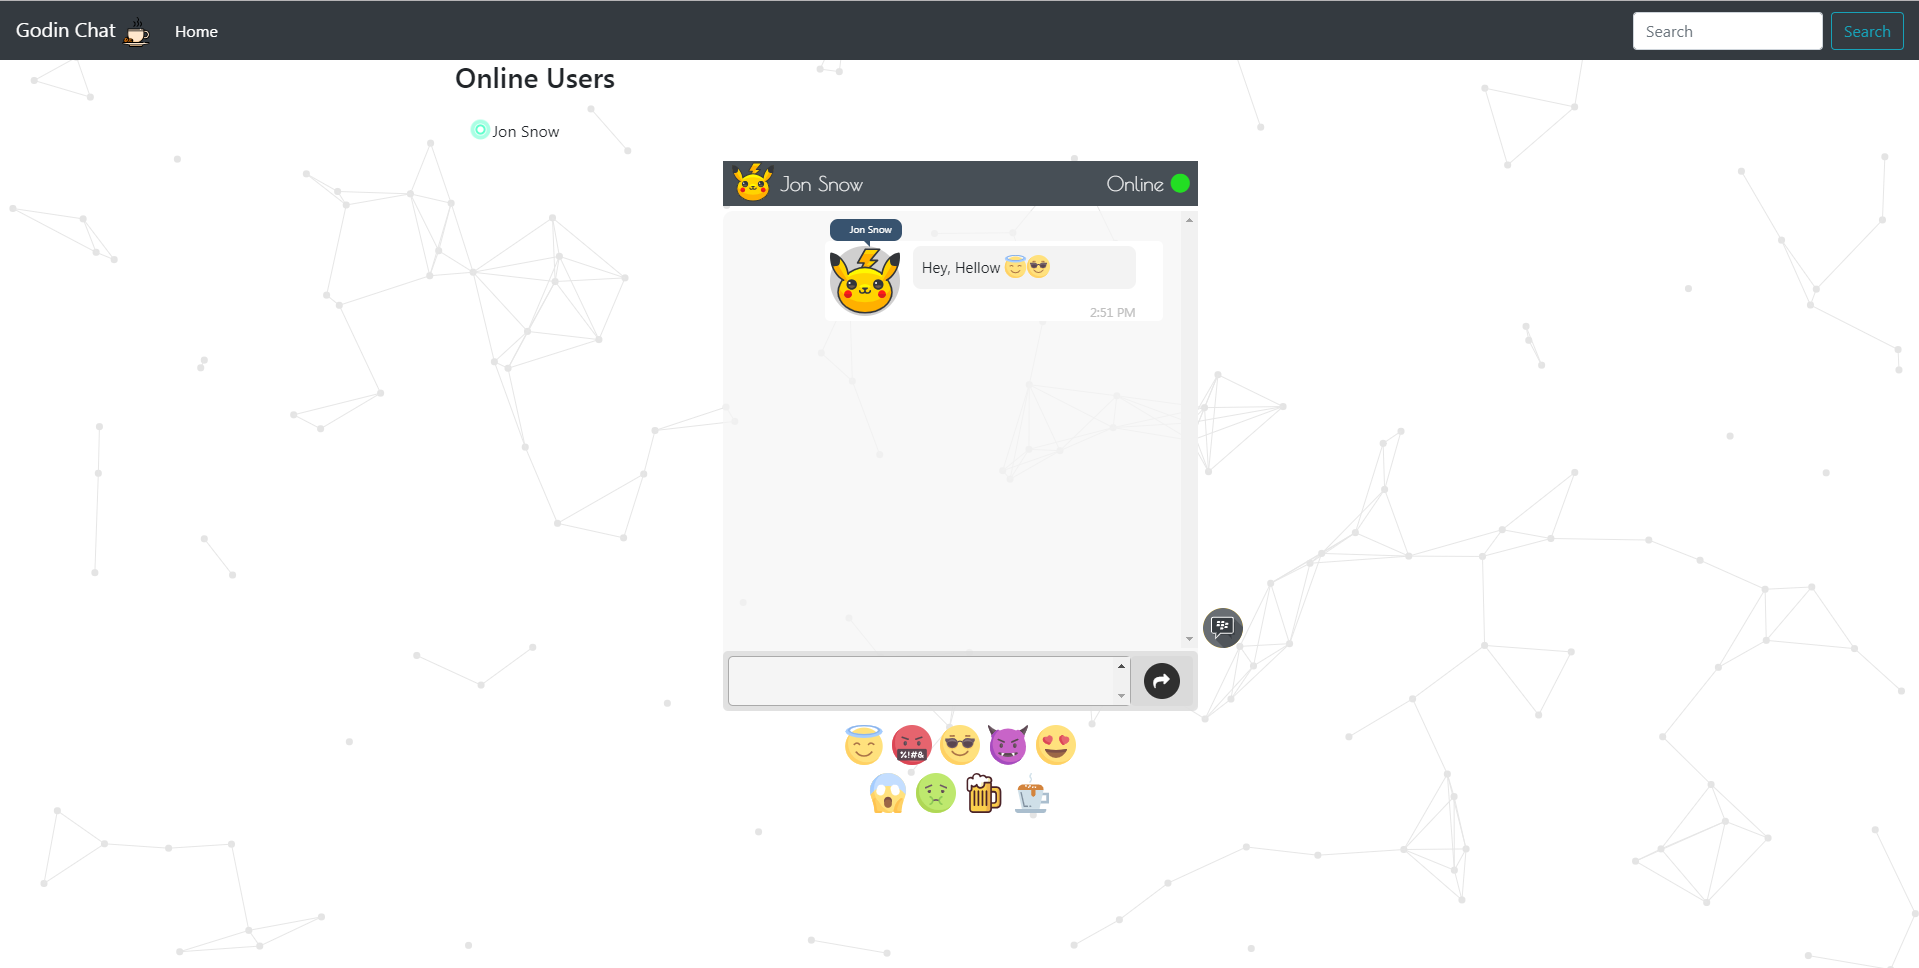 Godin Chat
Home
Search
Search
Online Users
Jon Snow
Jon Snow
Online
Jon Snow
Hey, Hellow 😇😎
2:51 PM
%!#&